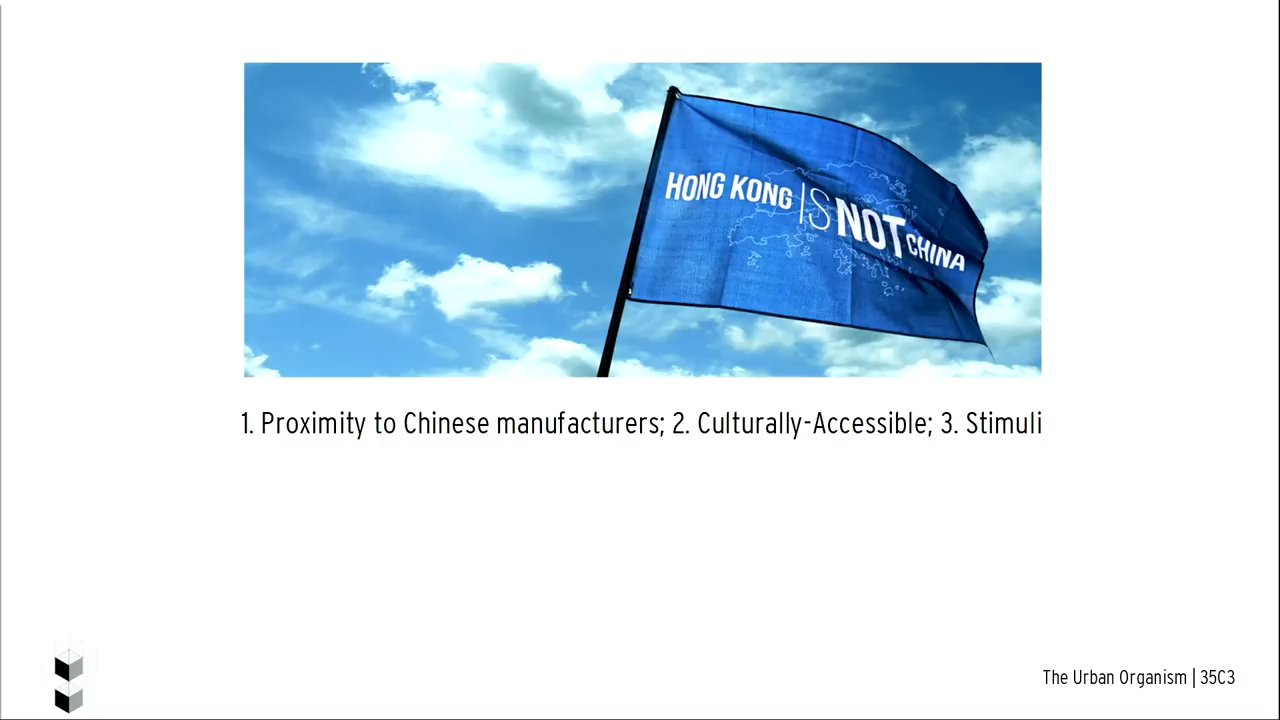 HONG KONG IS NOT CHINA
1. Proximity to Chinese manufacturers; 2. Culturally-Accessible; 3. Stimuli
The Urban Organism | 35C3